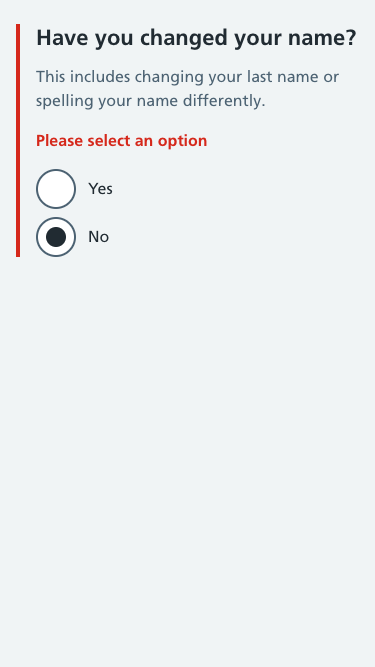 Have you changed your name?
This includes changing your last name or
spelling your name differently.
Please select an option
Yes
No